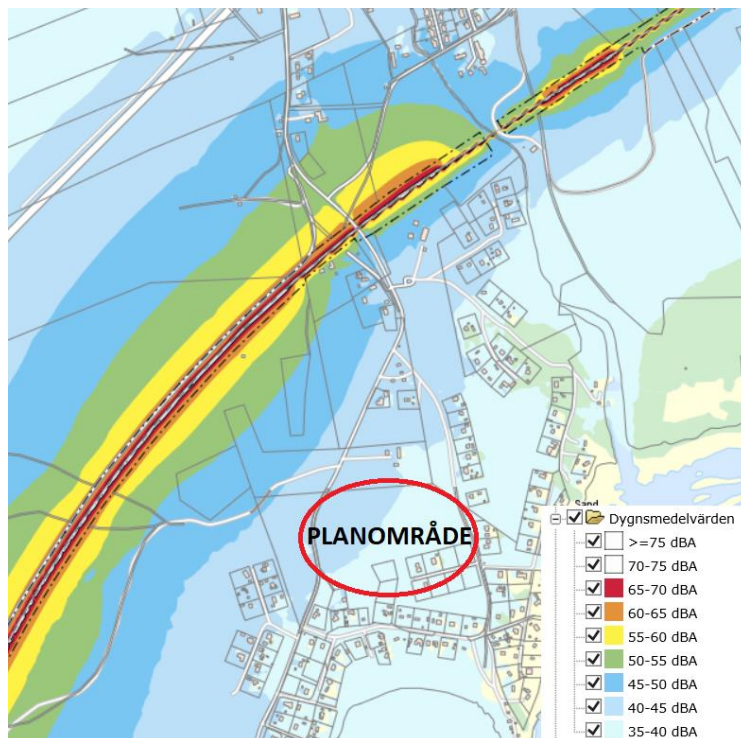 PLANOMRÅDE
Sand
Dygnsmedelvärden
>=75 dBA
70-75 dBA
65-70 dBA
60-65 dBA
55-60 dBA
50-55 dBA
45-50 dBA
40-45 dBA
35-40 dBA